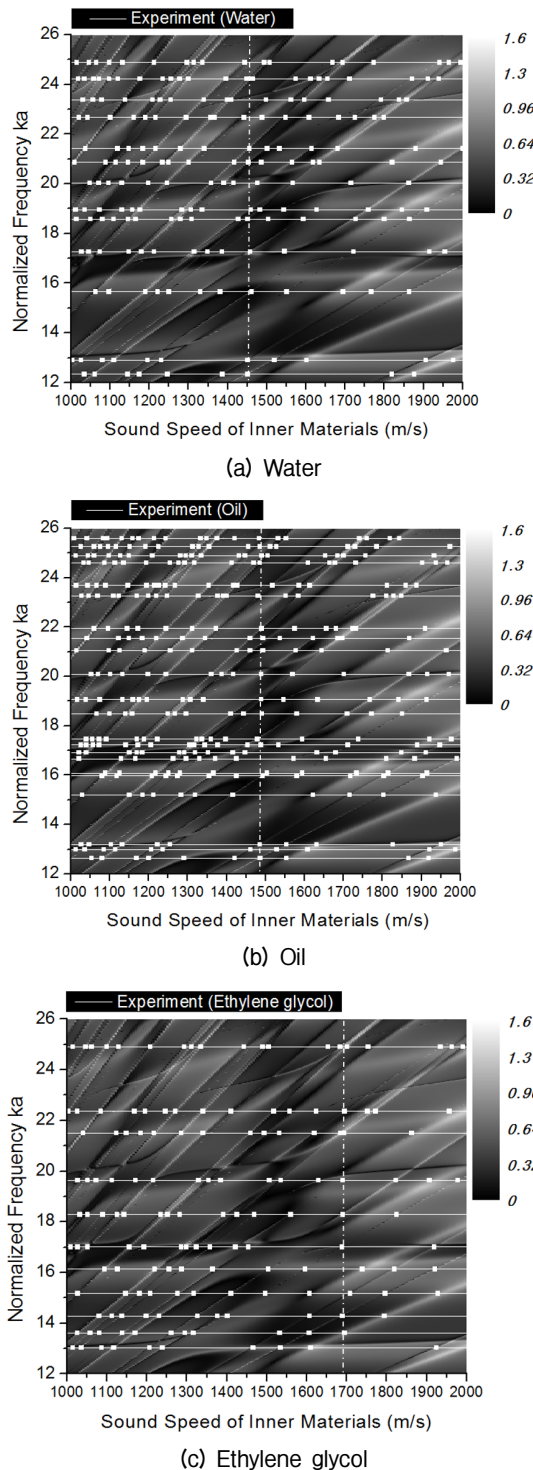 Experiment (Water)
26
24
22
20
18
16
14
12
Normalized Frequency ka
1000 1100 1200 1300 1400 1500 1600 1700 1800 1900 2000
Sound Speed of Inner Materials (m/s)
1.6
1.3
0.96
0.64
0.32
0
(a) Water
Experiment (Oil)
26
24
22
20
18
16
14
12
Normalized Frequency ka
1000 1100 1200 1300 1400 1500 1600 1700 1800 1900 2000
Sound Speed of Inner Materials (m/s)
1.6
1.3
0.96
0.64
0.32
0
(b) Oil
Experiment (Ethylene glycol)
26
24
22
20
18
16
14
12
Normalized Frequency ka
1000 1100 1200 1300 1400 1500 1600 1700 1800 1900 2000
Sound Speed of Inner Materials (m/s)
1.6
1.3
0.96
0.64
0.32
0
(c) Ethylene glycol